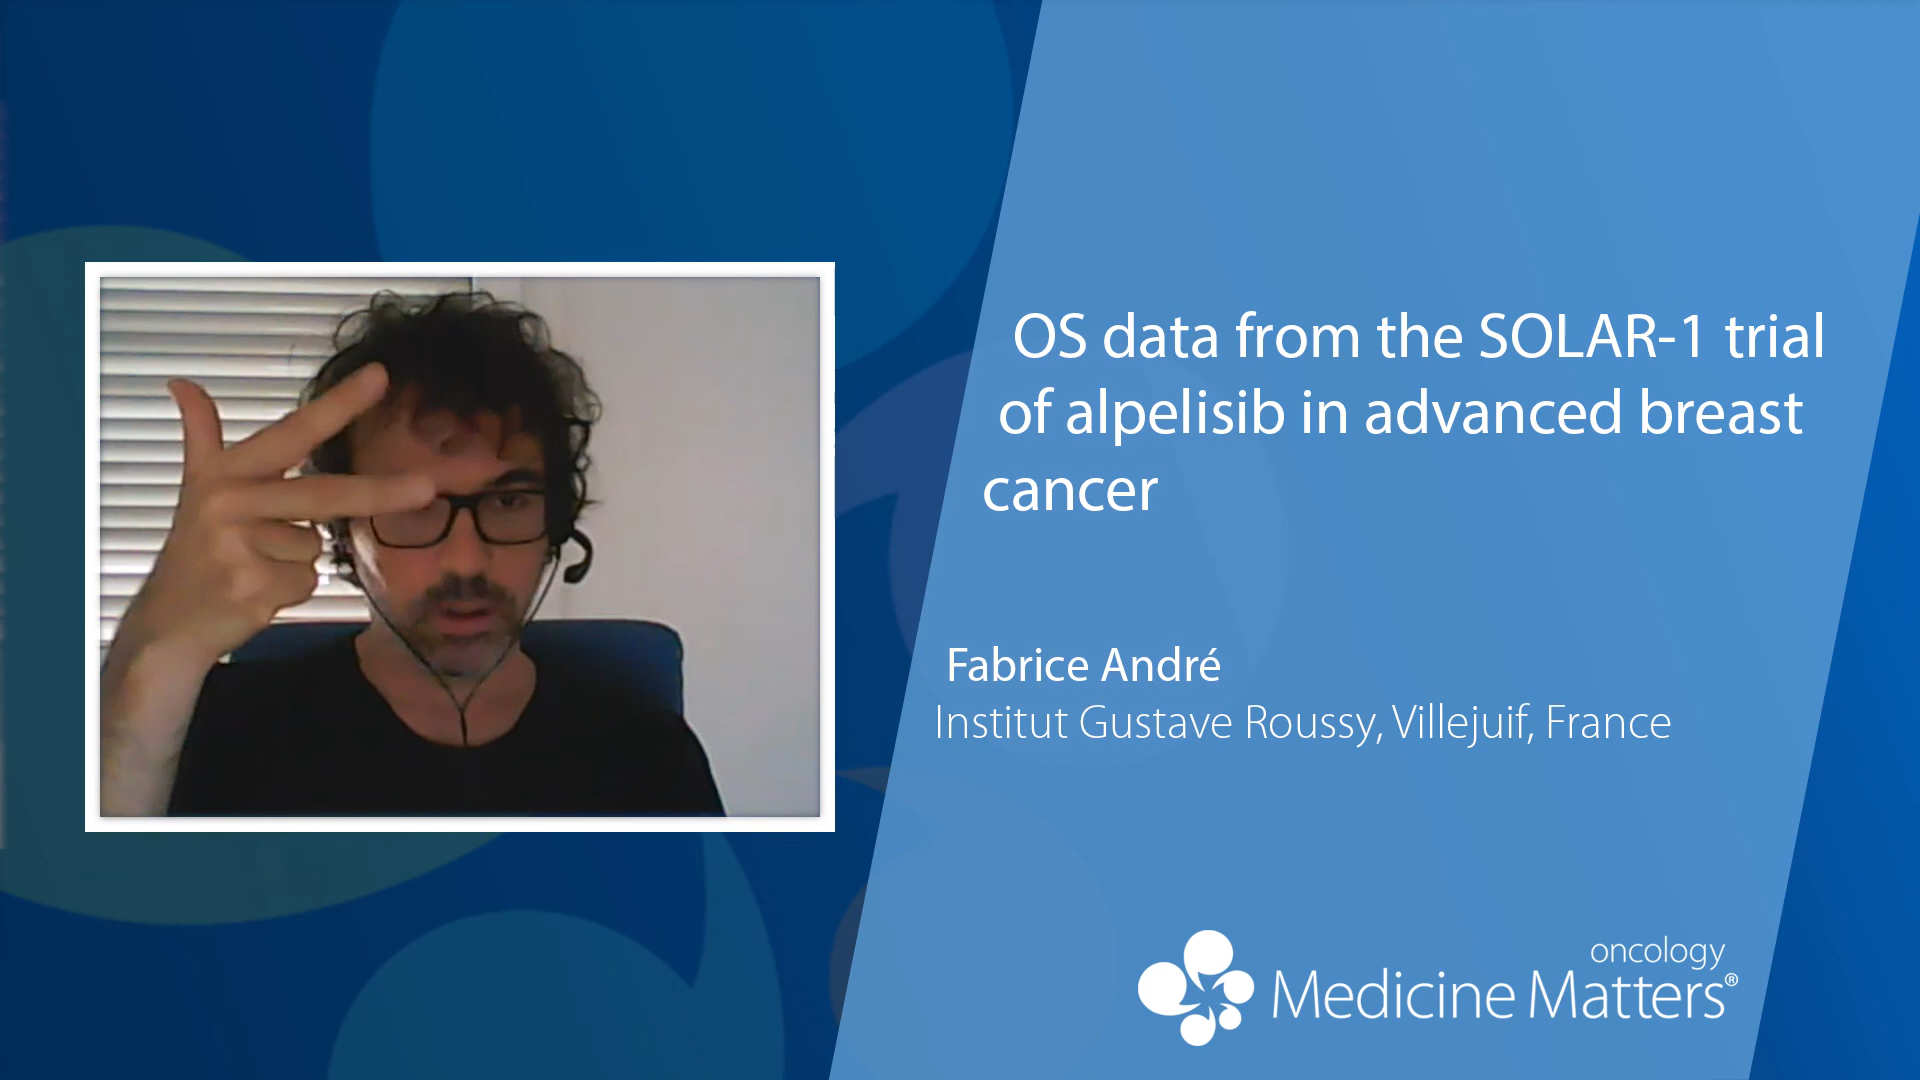 OS data from the SOLAR-1 trial
of alpelisib in advanced breast
cancer
Fabrice André
Institut Gustave Roussy, Villejuif, France
oncology
Medicine Matters®